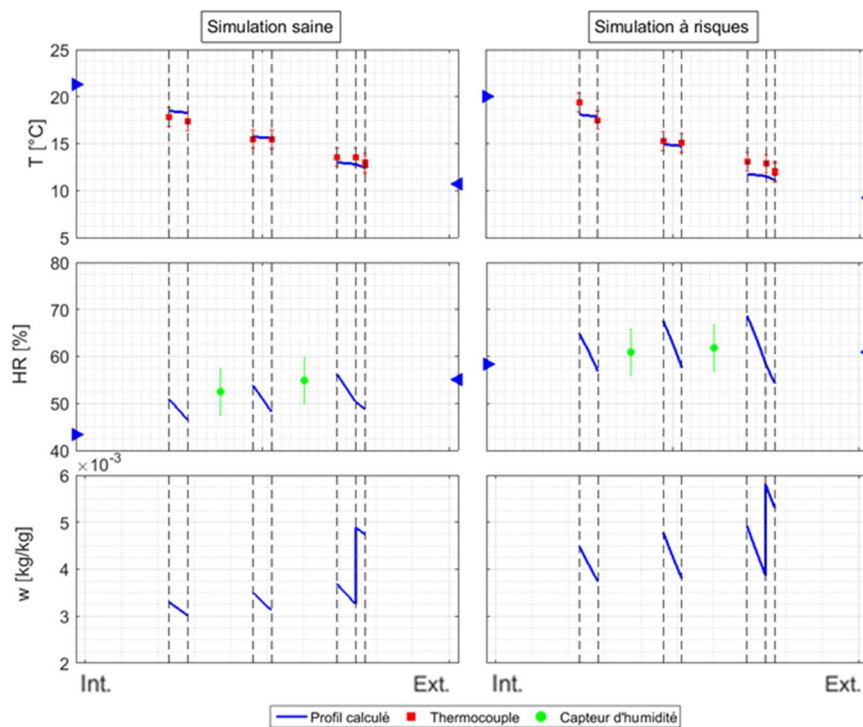 Simulation saine
Simulation à risques
25
20
15
10
5
T [°C]
80
70
60
50
40
HR [%]
×10-3
6
5
4
3
2
w [kg/kg]
Int.
Ext.
Int.
Ext.
Profil calculé
Thermocouple
Capteur d'humidité